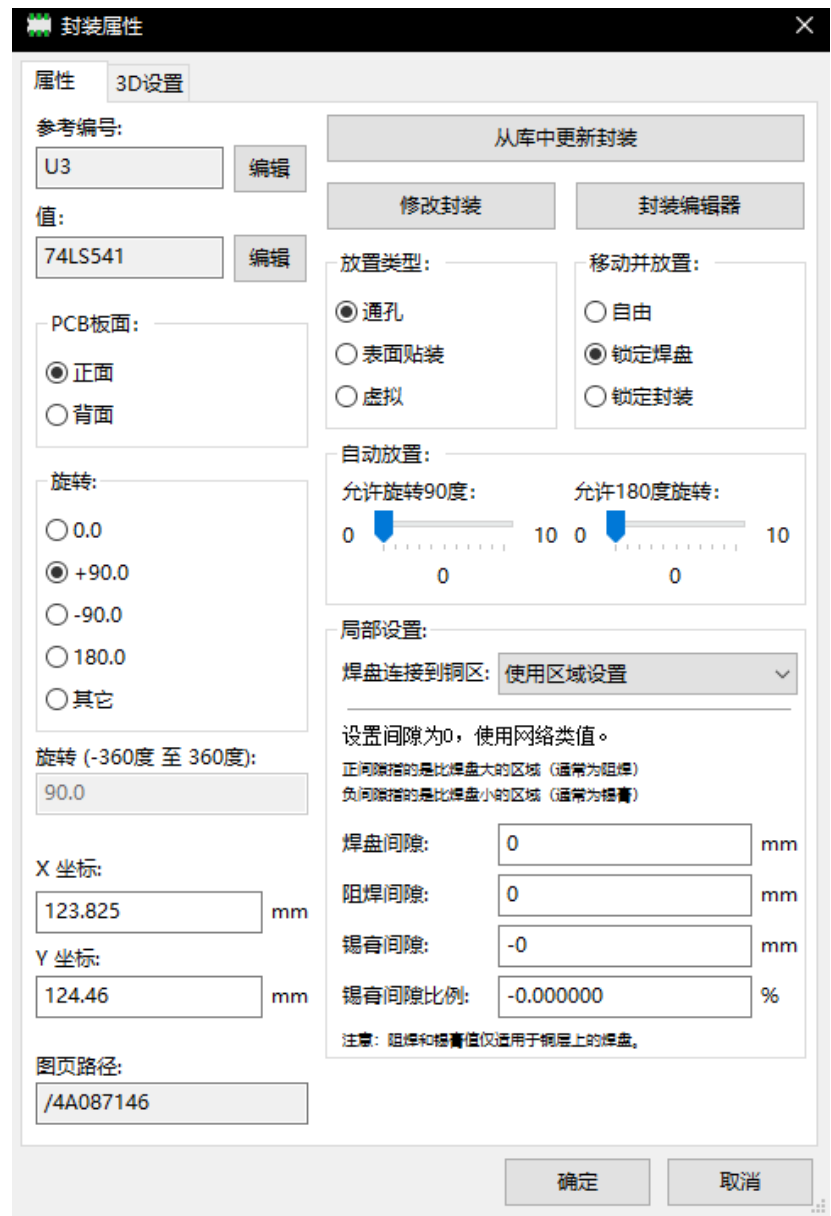 封装属性
属性
3D设置
参考编号:
U3
编辑
值:
74LS541
编辑
PCB板面:
正面
背面
旋转:
0.0
+90.0
-90.0
180.0
其它
旋转 (-360度 至 360度):
90.0
X 坐标:
123.825 mm
Y 坐标:
124.46 mm
图页路径:
/4A087146
从库中更新封装
修改封装
封装编辑器
放置类型:
通孔
表面贴装
虚拟
移动并放置:
自由
锁定焊盘
锁定封装
自动放置:
允许旋转90度:
0 10
0
允许180度旋转:
0 10
0
局部设置:
焊盘连接到铜区: 使用区域设置
设置间隙为0，使用网络类值。
正间隙指的是比焊盘大的区域（通常为阻焊）
负间隙指的是比焊盘小的区域（通常为锡膏）
焊盘间隙: 0 mm
阻焊间隙: 0 mm
锡膏间隙: -0 mm
锡膏间隙比例: -0.000000 %
注意：阻焊和锡膏值仅适用于铜层上的焊盘。
确定
取消